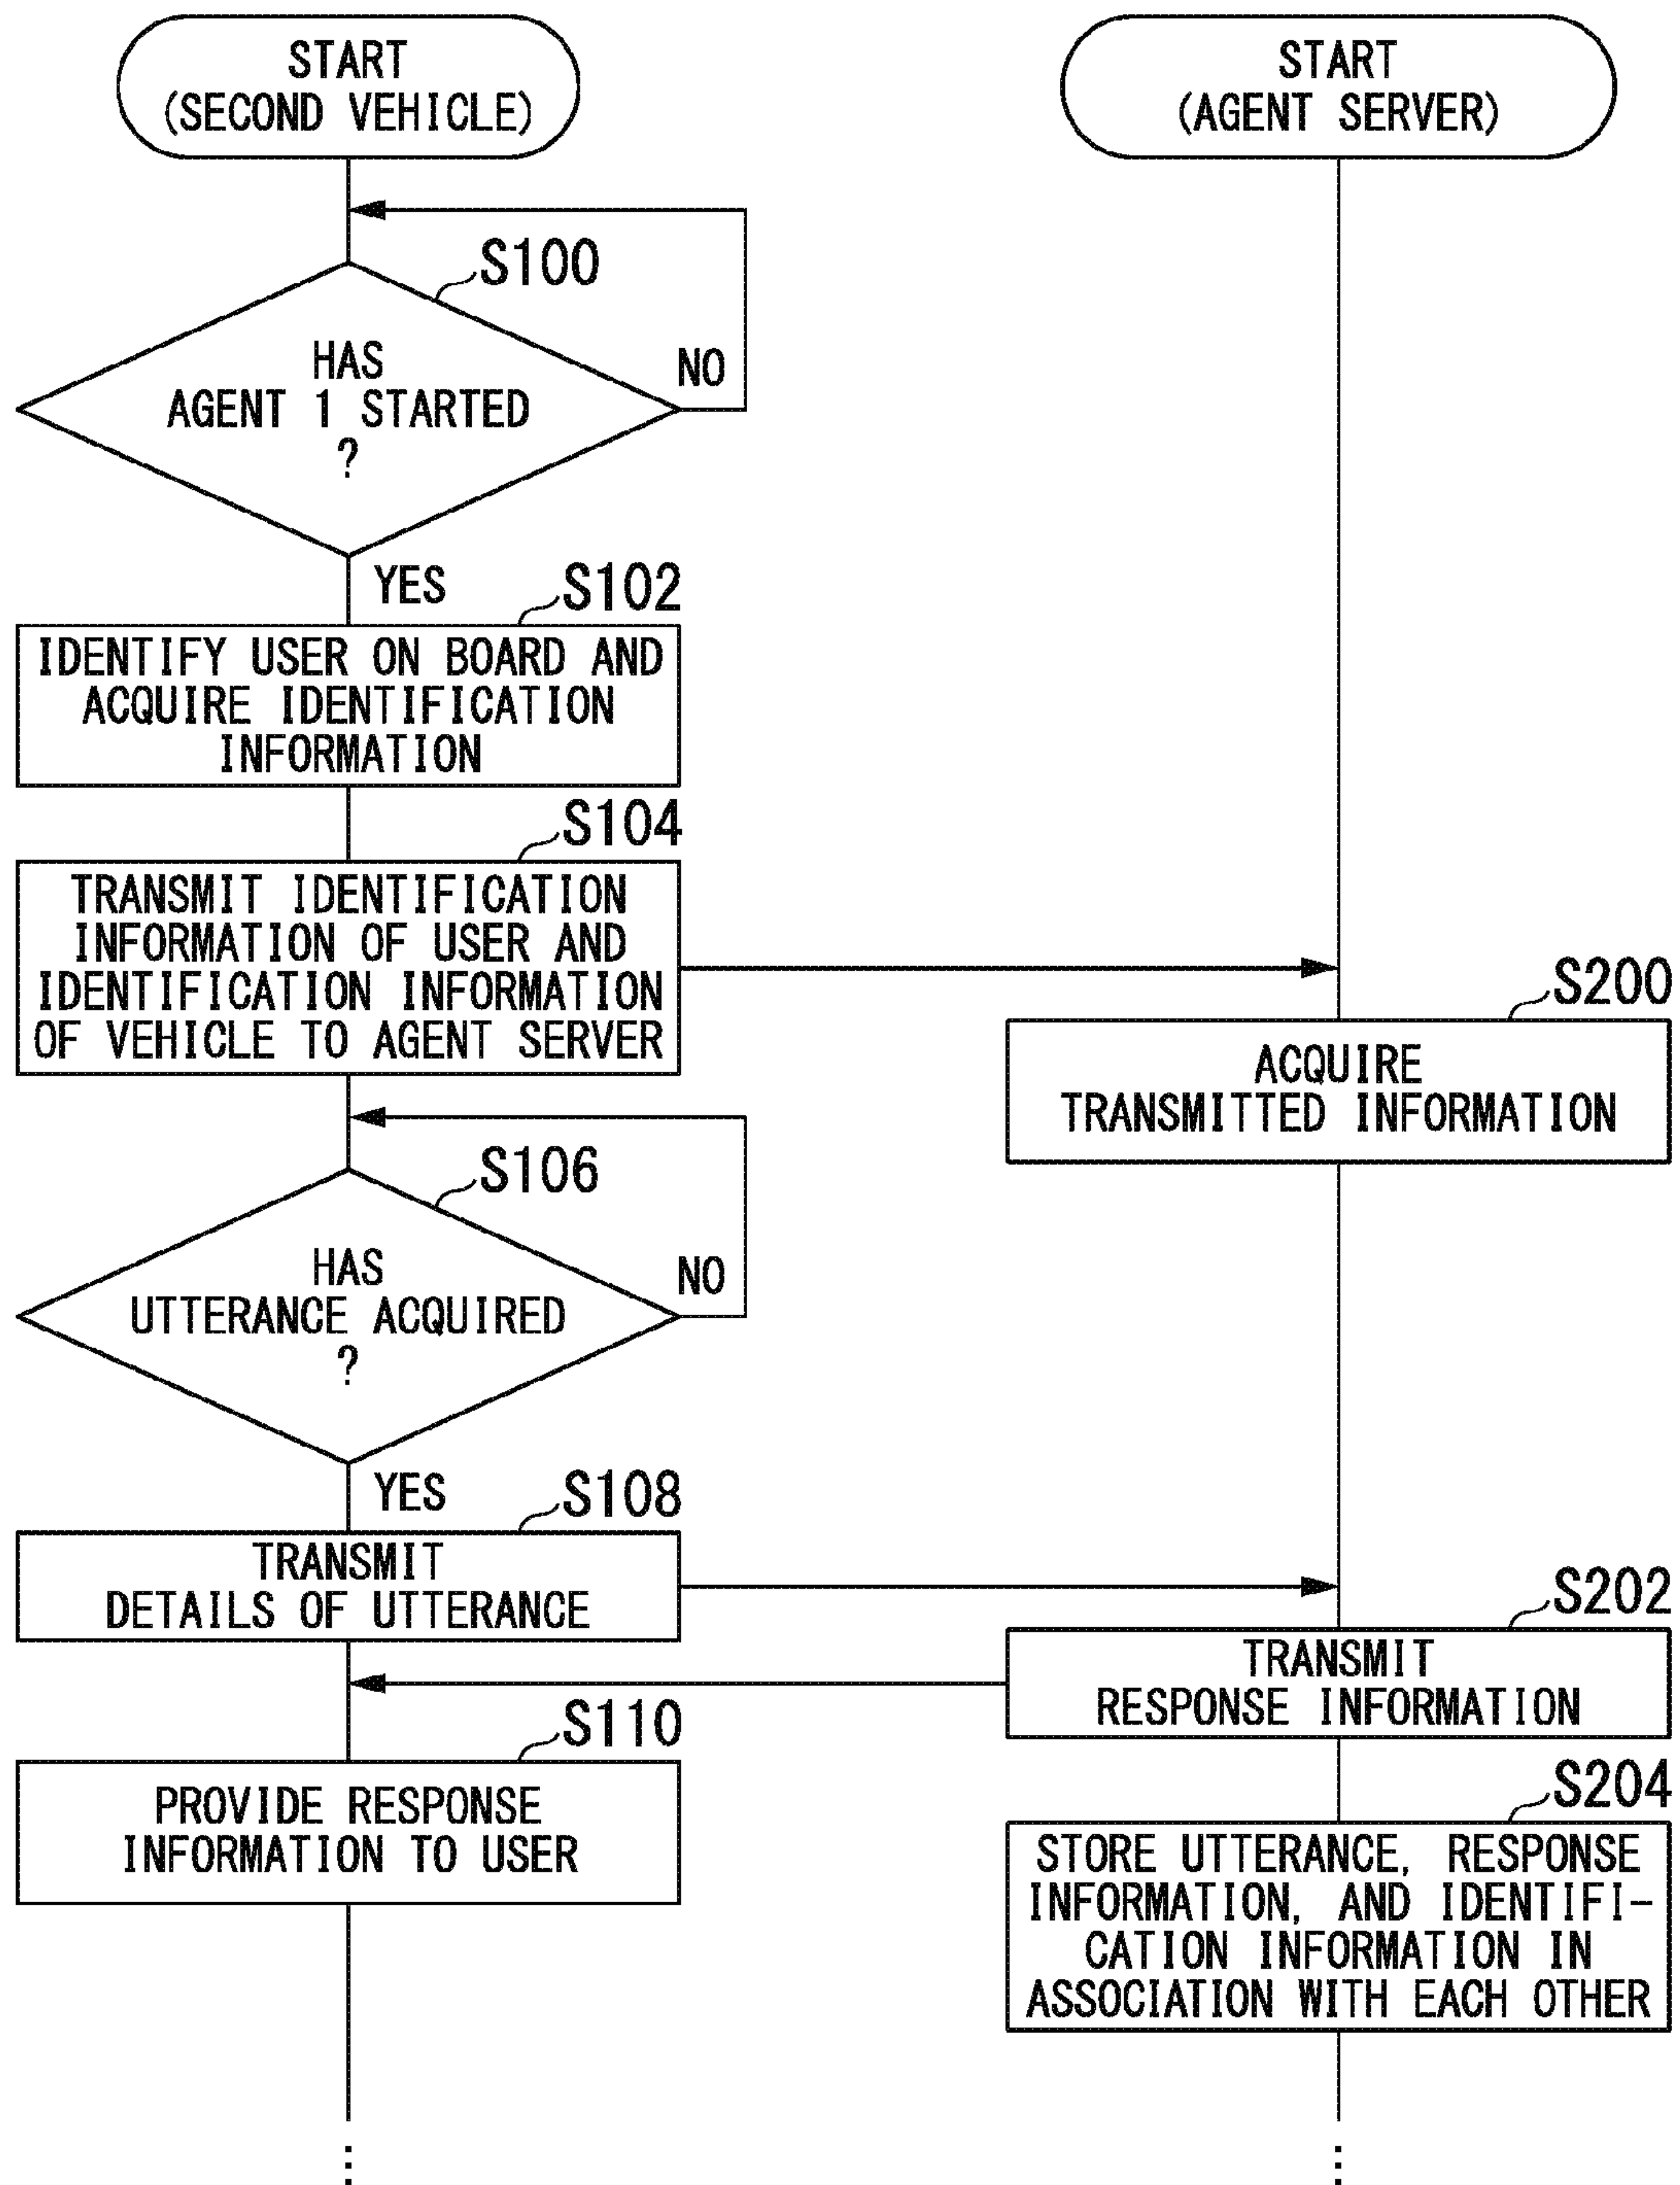 START
(SECOND VEHICLE)
START
(AGENT SERVER)
S100
HAS
AGENT 1 STARTED
?
NO
YES
S102
IDENTIFY USER ON BOARD AND
ACQUIRE IDENTIFICATION
INFORMATION
S104
TRANSMIT IDENTIFICATION
INFORMATION OF USER AND
IDENTIFICATION INFORMATION
OF VEHICLE TO AGENT SERVER
S200
ACQUIRE
TRANSMITTED INFORMATION
S106
HAS
UTTERANCE ACQUIRED
?
NO
YES
S108
TRANSMIT
DETAILS OF UTTERANCE
S202
TRANSMIT
RESPONSE INFORMATION
S110
PROVIDE RESPONSE
INFORMATION TO USER
S204
STORE UTTERANCE, RESPONSE
INFORMATION, AND IDENTIFI-
CATION INFORMATION IN
ASSOCIATION WITH EACH OTHER